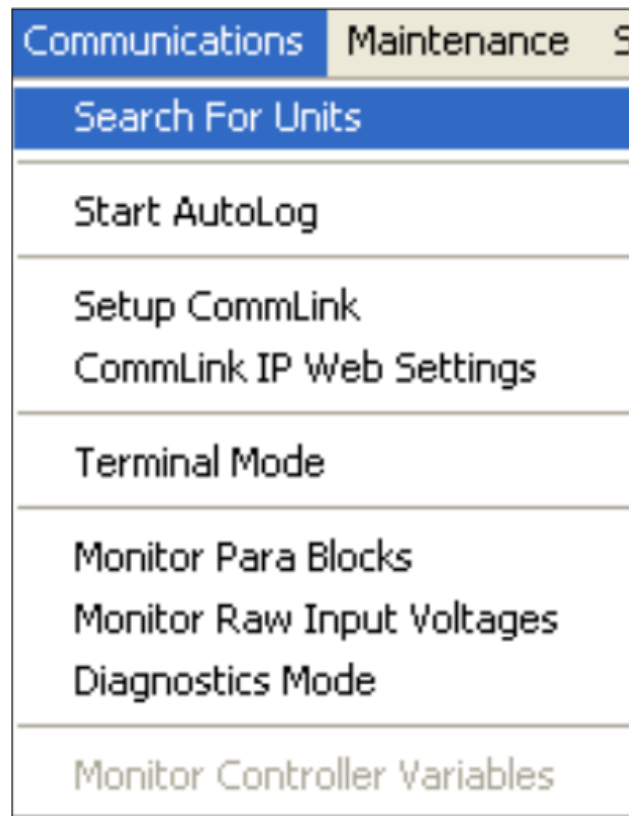 Communications Maintenance S
Search For Units
Start AutoLog
Setup CommLink
CommLink IP Web Settings
Terminal Mode
Monitor Para Blocks
Monitor Raw Input Voltages
Diagnostics Mode
Monitor Controller Variables